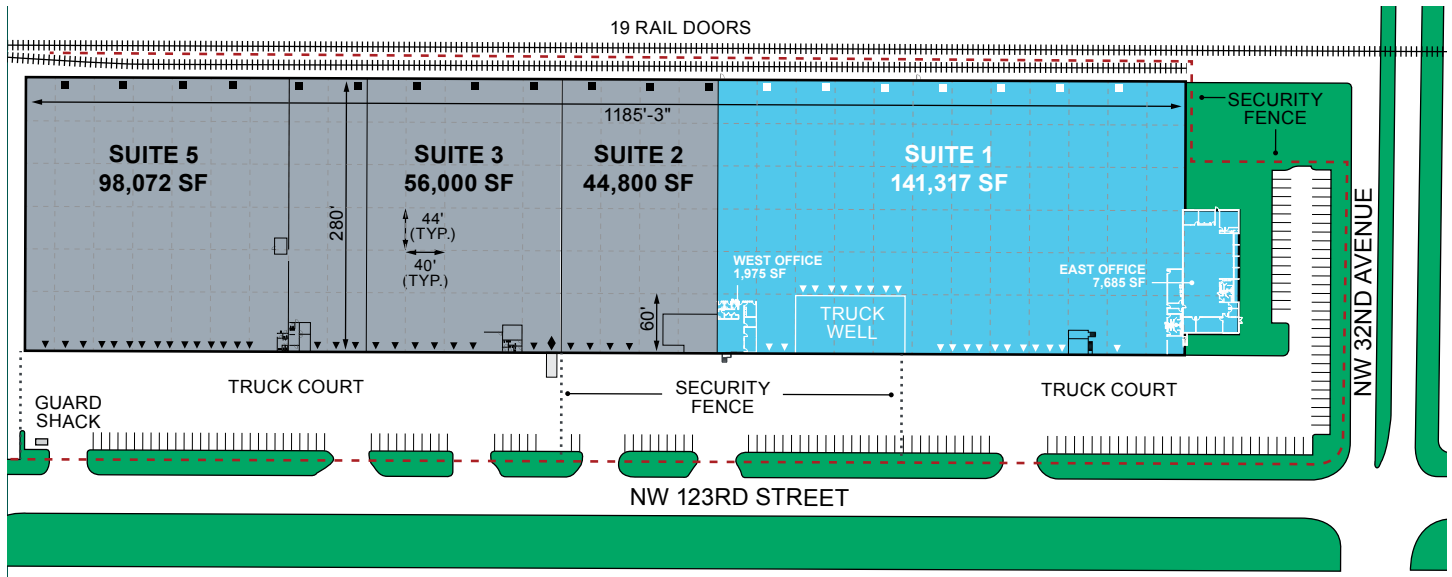 19 RAIL DOORS
SECURITY
FENCE
1185'-3"
SUITE 5
98,072 SF
SUITE 3
56,000 SF
SUITE 2
44,800 SF
SUITE 1
141,317 SF
280'
44'
(TYP.)
40'
(TYP.)
60'
WEST OFFICE
1,975 SF
EAST OFFICE
7,685 SF
TRUCK
WELL
NW 32ND AVENUE
TRUCK COURT
SECURITY
FENCE
TRUCK COURT
GUARD
SHACK
NW 123RD STREET